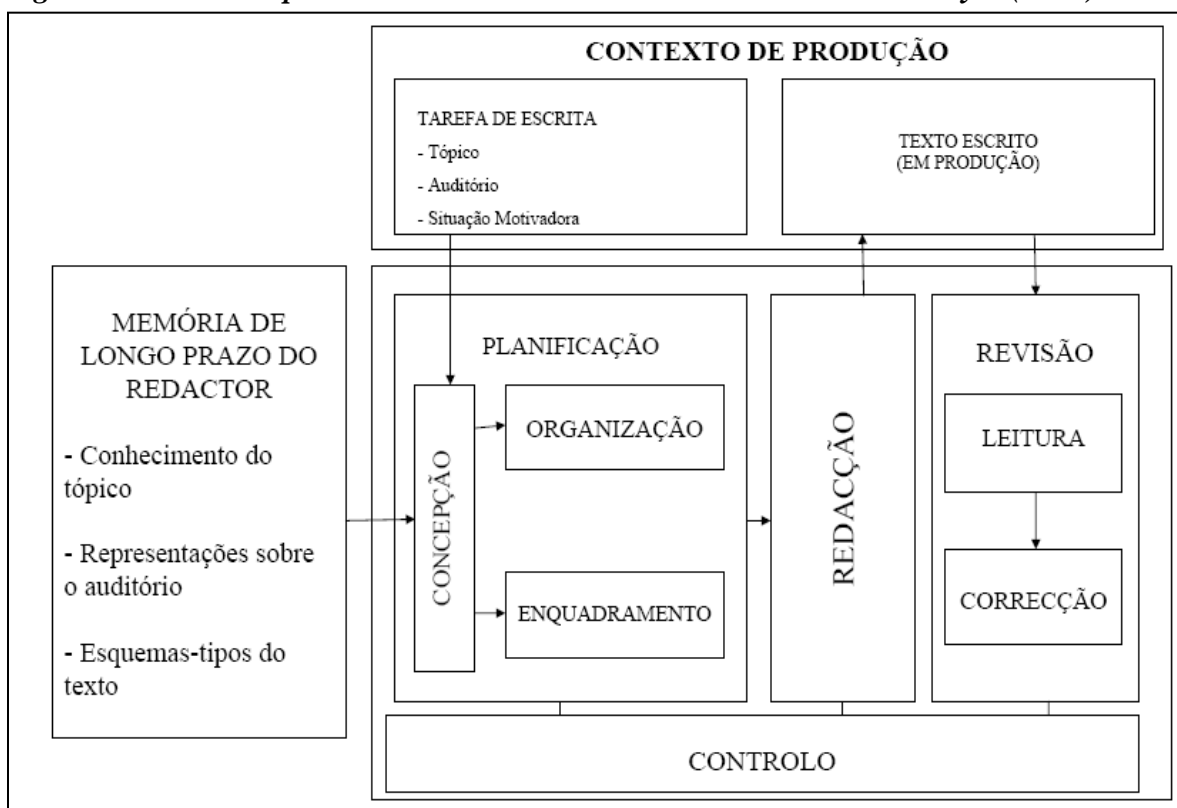 CONTEXTO DE PRODUÇÃO
TAREFA DE ESCRITA
- Tópico
- Auditório
- Situação Motivadora
TEXTO ESCRITO
(EM PRODUÇÃO)
MEMÓRIA DE
LONGO PRAZO DO
REDACTOR
- Conhecimento do
tópico
- Representações sobre
o auditório
- Esquemas-tipos do
texto
PLANIFICAÇÃO
CONCEPÇÃO
ORGANIZAÇÃO
ENQUADRAMENTO
REDACÇÃO
REVISÃO
LEITURA
CORRECÇÃO
CONTROLO